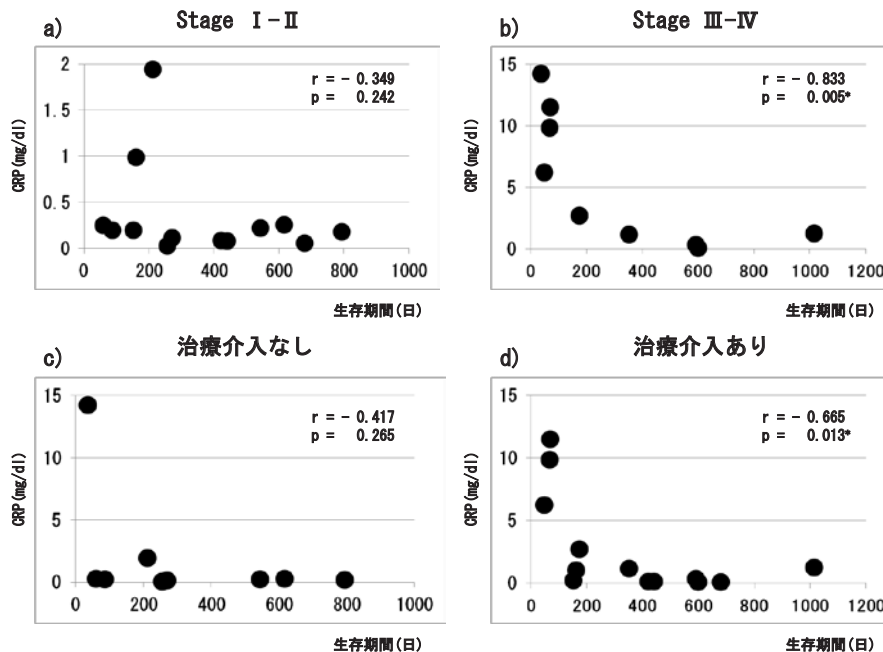 a) Stage Ⅰ-Ⅱ
r = - 0.349
p = 0.242
CRP(mg/dl)
2
1.5
1
0.5
0
0 200 400 600 800 1000
生存期間(日)
b) Stage Ⅲ-Ⅳ
r = - 0.833
p = 0.005*
CRP(mg/dl)
15
10
5
0
0 200 400 600 800 1000 1200
生存期間(日)
c) 治療介入なし
r = - 0.417
p = 0.265
CRP(mg/dl)
15
10
5
0
0 200 400 600 800 1000
生存期間(日)
d) 治療介入あり
r = - 0.665
p = 0.013*
CRP(mg/dl)
15
10
5
0
0 200 400 600 800 1000 1200
生存期間(日)